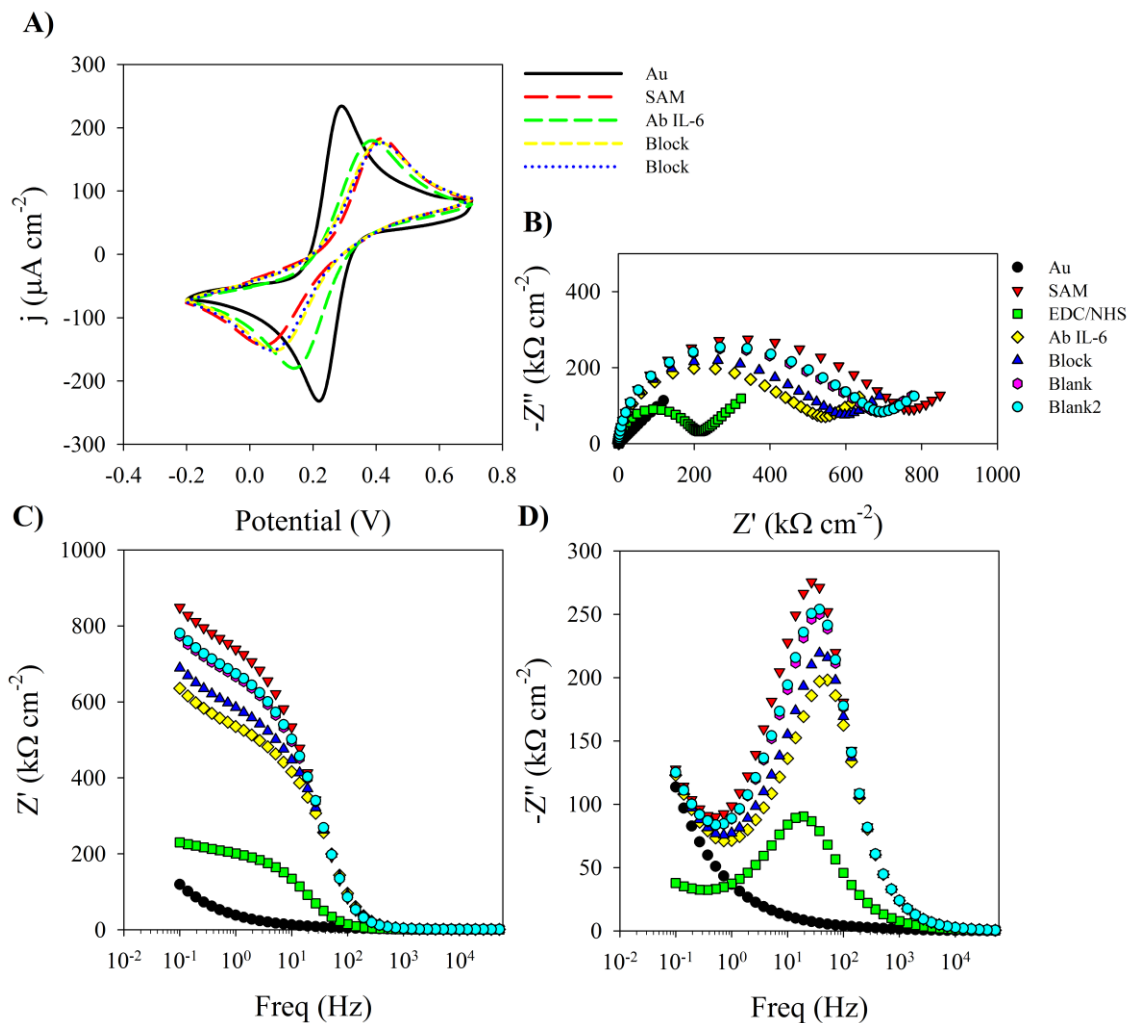 A)
300
200
100
0
-100
-200
-300
j (µA cm⁻²)
-0.4
-0.2
0.0
0.2
0.4
0.6
0.8
Potential (V)
Au
SAM
Ab IL-6
Block
Block
B)
400
200
0
-Z" (kΩ cm⁻²)
0
200
400
600
800
1000
Z' (kΩ cm⁻²)
Au
SAM
EDC/NHS
Ab IL-6
Block
Blank
Blank2
C)
1000
800
600
400
200
0
Z' (kΩ cm⁻²)
10⁻²
10⁻¹
10⁰
10¹
10²
10³
10⁴
Freq (Hz)
D)
300
250
200
150
100
50
0
-Z" (kΩ cm⁻²)
10⁻²
10⁻¹
10⁰
10¹
10²
10³
10⁴
Freq (Hz)